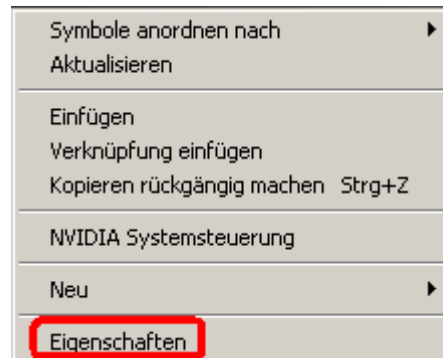 Symbole anordnen nach
Aktualisieren
Einfügen
Verknüpfung einfügen
Kopieren rückgängig machen Strg+Z
NVIDIA Systemsteuerung
Neu
Eigenschaften